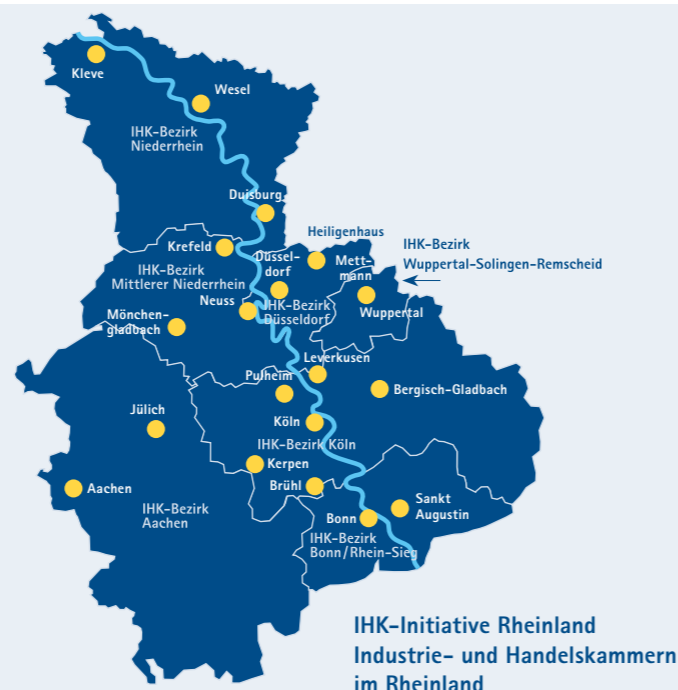 Kleve
Wesel
IHK-Bezirk
Niederrhein
Duisburg
Krefeld
Heiligenhaus
IHK-Bezirk
Wuppertal-Solingen-Remscheid
Düssel-
dorf
Mett-
mann
IHK-Bezirk
Mittlerer Niederrhein
Neuss
IHK-Bezirk
Düsseldorf
Wuppertal
Mönchen-
gladbach
Leverkusen
Pulheim
Bergisch-Gladbach
Jülich
Köln
IHK-Bezirk Köln
Kerpen
Brühl
Aachen
IHK-Bezirk
Aachen
Sankt
Augustin
Bonn
IHK-Bezirk
Bonn/Rhein-Sieg
IHK-Initiative Rheinland
Industrie- und Handelskammern
im Rheinland